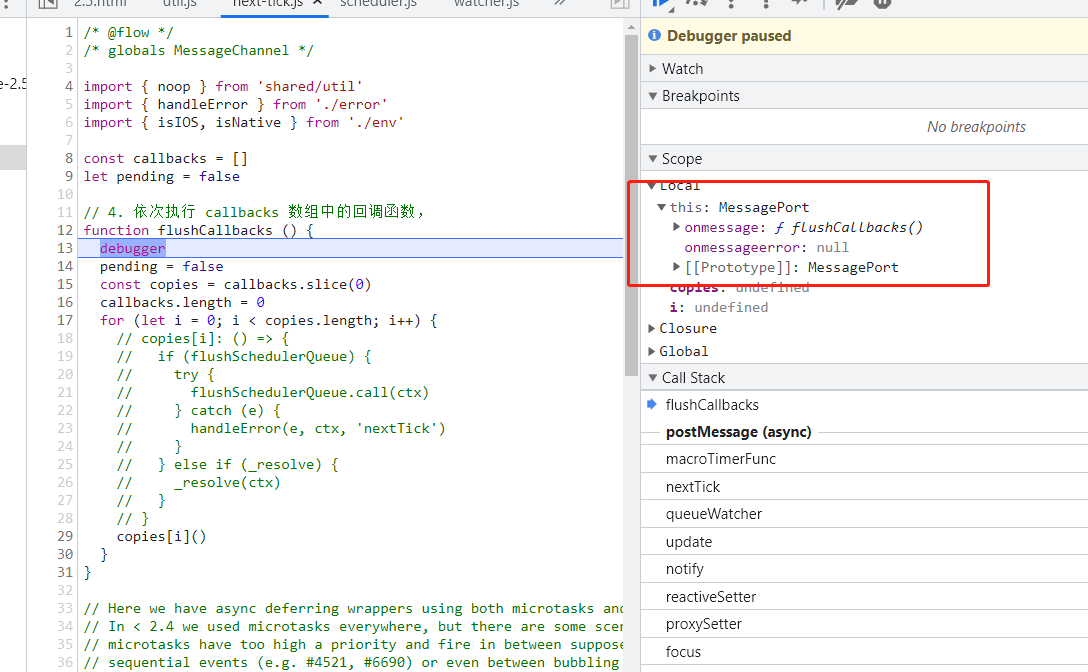 2.5.html util.js next-tick.js × scheduler.js watcher.js »
e-2.5
1 /* @flow */
2 /* globals MessageChannel */
3
4 import { noop } from 'shared/util'
5 import { handleError } from './error'
6 import { isIOS, isNative } from './env'
7
8 const callbacks = []
9 let pending = false
10
11 // 4. 依次执行 callbacks 数组中的回调函数,
12 function flushCallbacks () {
13 debugger
14 pending = false
15 const copies = callbacks.slice(0)
16 callbacks.length = 0
17 for (let i = 0; i < copies.length; i++) {
18 // copies[i]: () => {
19 //   if (flushSchedulerQueue) {
20 //     try {
21 //       flushSchedulerQueue.call(ctx)
22 //     } catch (e) {
23 //       handleError(e, ctx, 'nextTick')
24 //     }
25 //   } else if (_resolve) {
26 //     _resolve(ctx)
27 //   }
28 // }
29 copies[i]()
30 }
31 }
32
33 // Here we have async deferring wrappers using both microtasks and
34 // In < 2.4 we used microtasks everywhere, but there are some scen
35 // microtasks have too high a priority and fire in between suppose
36 // sequential events (e.g. #4521, #6690) or even between bubbling
Debugger paused
Watch
Breakpoints
No breakpoints
Scope
Local
this: MessagePort
onmessage: ƒ flushCallbacks()
onmessageerror: null
[[Prototype]]: MessagePort
copies: undefined
i: undefined
Closure
Global
Call Stack
flushCallbacks
postMessage (async)
macroTimerFunc
nextTick
queueWatcher
update
notify
reactiveSetter
proxySetter
focus